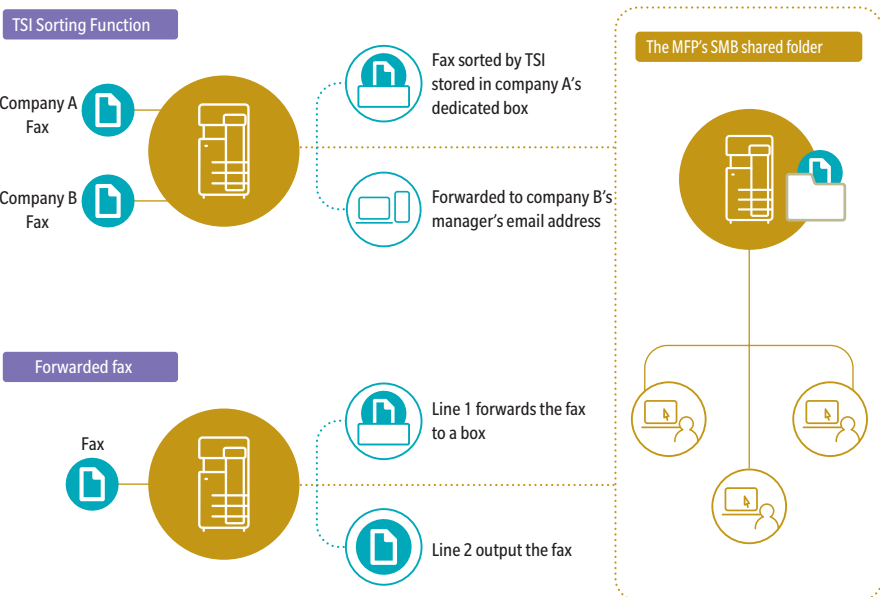 TSI Sorting Function
Company A
Fax
Company B
Fax
Fax sorted by TSI
stored in company A's
dedicated box
Forwarded to company B's
manager's email address
The MFP's SMB shared folder
Forwarded fax
Fax
Line 1 forwards the fax
to a box
Line 2 output the fax